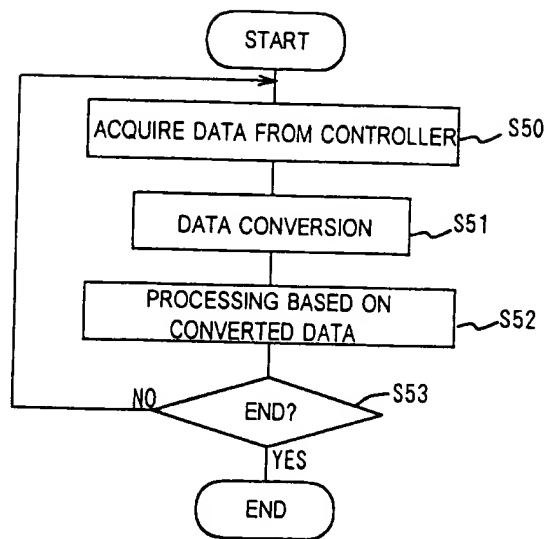 START
ACQUIRE DATA FROM CONTROLLER
S50
DATA CONVERSION
S51
PROCESSING BASED ON
CONVERTED DATA
S52
NO
END?
S53
YES
END